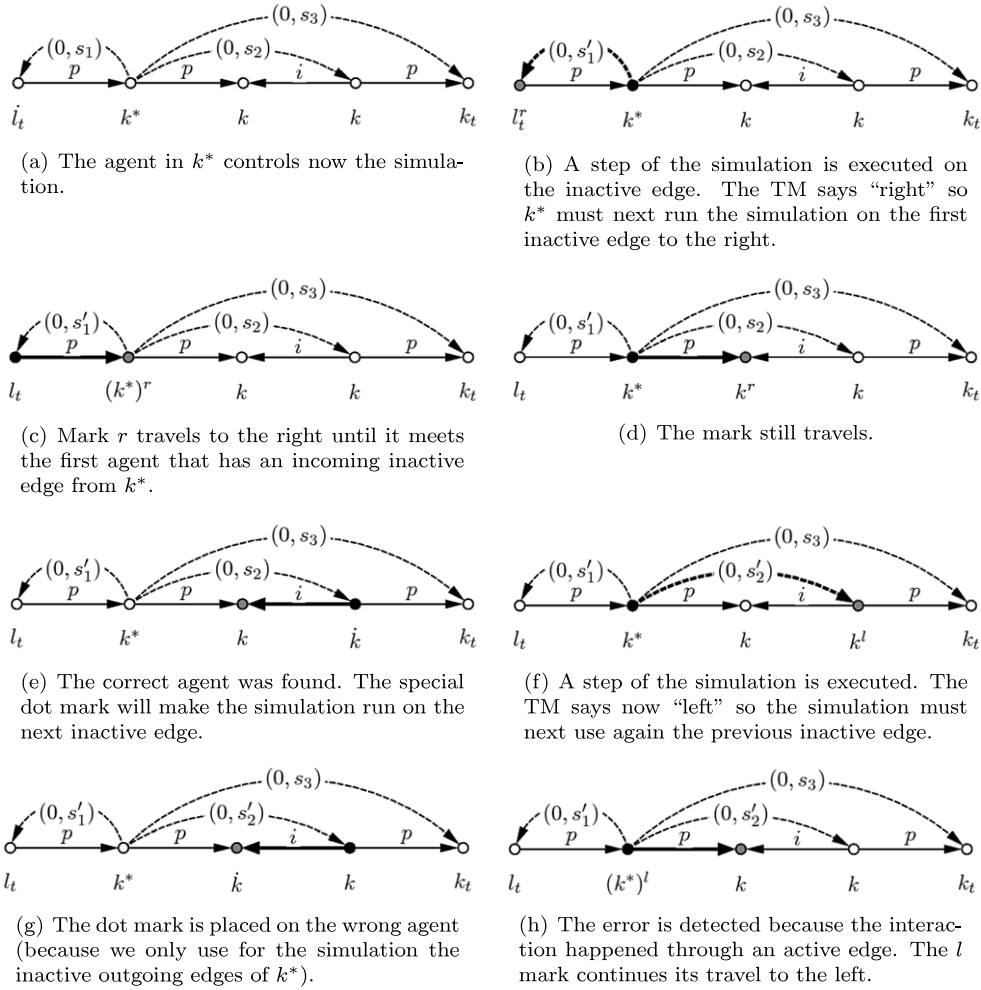 (0, s₃)
(0, s₁) (0, s₂)
p p i p
l̇ₜ k* k k kₜ
(a) The agent in k* controls now the simula-
tion.
(0, s₃)
(0, s′₁) (0, s₂)
p p i p
lₜʳ k* k k kₜ
(b) A step of the simulation is executed on
the inactive edge. The TM says “right” so
k* must next run the simulation on the first
inactive edge to the right.
(0, s₃)
(0, s′₁) (0, s₂)
p p i p
lₜ (k*)ʳ k k kₜ
(c) Mark r travels to the right until it meets
the first agent that has an incoming inactive
edge from k*.
(0, s₃)
(0, s′₁) (0, s₂)
p p i p
lₜ k* kʳ k kₜ
(d) The mark still travels.
(0, s₃)
(0, s′₁) (0, s₂)
p p i p
lₜ k* k k̇ kₜ
(e) The correct agent was found. The special
dot mark will make the simulation run on the
next inactive edge.
(0, s₃)
(0, s′₁) (0, s′₂)
p p i p
lₜ k* k kˡ kₜ
(f) A step of the simulation is executed. The
TM says now “left” so the simulation must
next use again the previous inactive edge.
(0, s₃)
(0, s′₁) (0, s′₂)
p p i p
lₜ k* k̇ k kₜ
(g) The dot mark is placed on the wrong agent
(because we only use for the simulation the
inactive outgoing edges of k*).
(0, s₃)
(0, s′₁) (0, s′₂)
p p i p
lₜ (k*)ˡ k k kₜ
(h) The error is detected because the interac-
tion happened through an active edge. The l
mark continues its travel to the left.